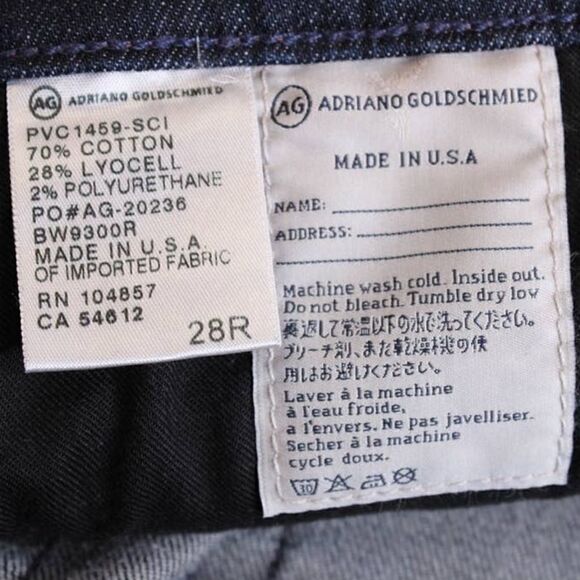 AG ADRIANO GOLDSCHMIED
PVC1459-SCI
70% COTTON
28% LYOCELL
2% POLYURETHANE
PO#AG-20236
BW9300R
MADE IN U.S.A.
OF IMPORTED FABRIC
RN 104857
CA 54612
28R
AG ADRIANO GOLDSCHMIED
MADE IN U.S.A
NAME:
ADDRESS:
Machine wash cold. Inside out.
Do not bleach. Tumble dry low
裏返して常温以下の水で洗ってください。
ブリーチ剤、また乾燥機の使
用はお避けください。
Laver à la machine
à l'eau froide,
a l'envers. Ne pas javelliser.
Secher à la machine
cycle doux.
30